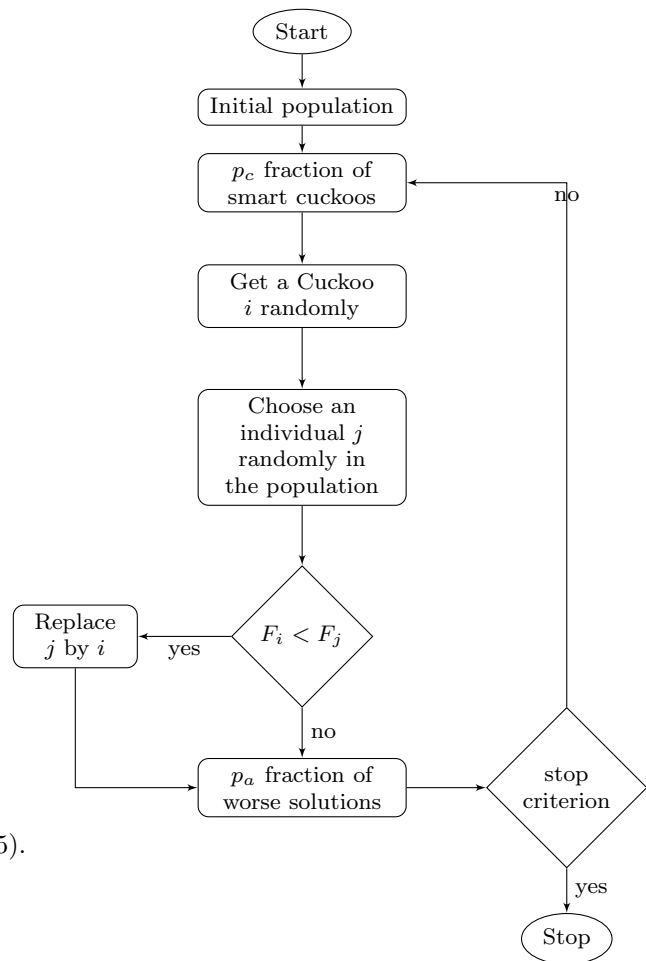 Start
Initial population
p_c fraction of
smart cuckoos
no
Get a Cuckoo
i randomly
Choose an
individual j
randomly in
the population
Replace
j by i
yes
F_i < F_j
no
p_a fraction of
worse solutions
stop
criterion
5).
yes
Stop